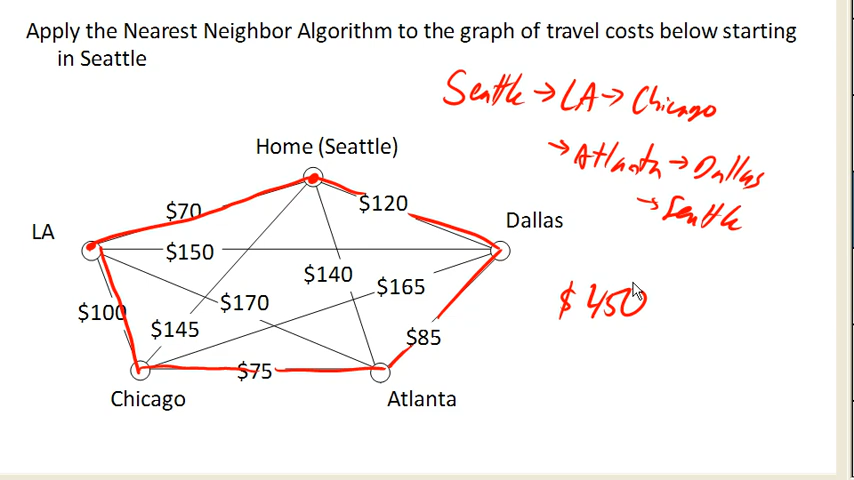 Apply the Nearest Neighbor Algorithm to the graph of travel costs below starting
in Seattle
Seattle → LA → Chicago
→ Atlanta → Dallas
→ Seattle
Home (Seattle)
$70
$120
LA
Dallas
$150
$140
$165
$170
$100
$145
$450
$85
$75
Chicago
Atlanta